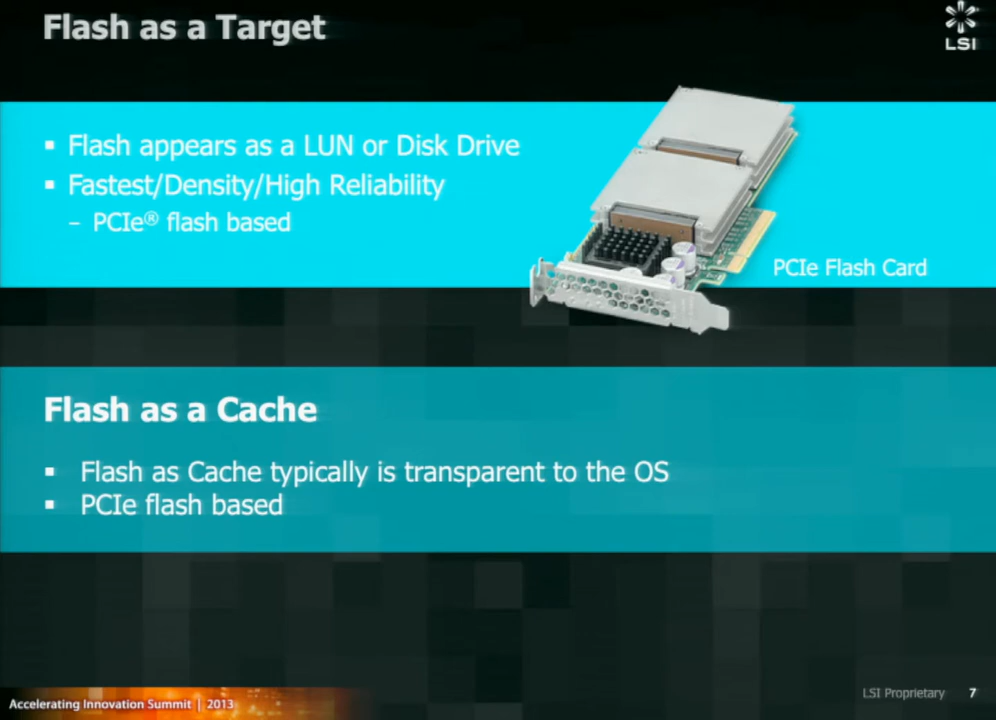 Flash as a Target
LSI
▪ Flash appears as a LUN or Disk Drive
▪ Fastest/Density/High Reliability
– PCIe® flash based
PCIe Flash Card
Flash as a Cache
▪ Flash as Cache typically is transparent to the OS
▪ PCIe flash based
Accelerating Innovation Summit | 2013
LSI Proprietary 7